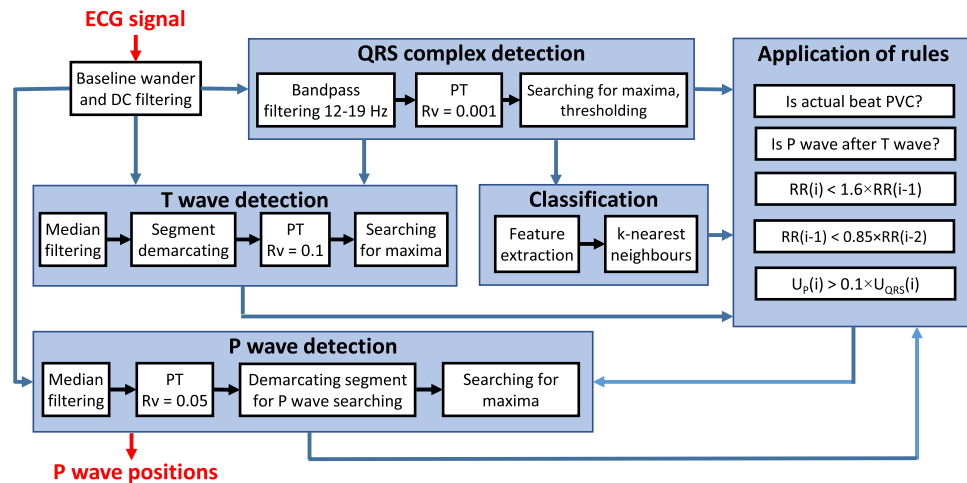 ECG signal
Baseline wander
and DC filtering
QRS complex detection
Bandpass
filtering 12-19 Hz
PT
Rv = 0.001
Searching for maxima,
thresholding
Application of rules
Is actual beat PVC?
Is P wave after T wave?
RR(i) < 1.6×RR(i-1)
RR(i-1) < 0.85×RR(i-2)
U_P(i) > 0.1×U_QRS(i)
T wave detection
Median
filtering
Segment
demarcating
PT
Rv = 0.1
Searching
for maxima
Classification
Feature
extraction
k-nearest
neighbours
P wave detection
Median
filtering
PT
Rv = 0.05
Demarcating segment
for P wave searching
Searching for
maxima
P wave positions